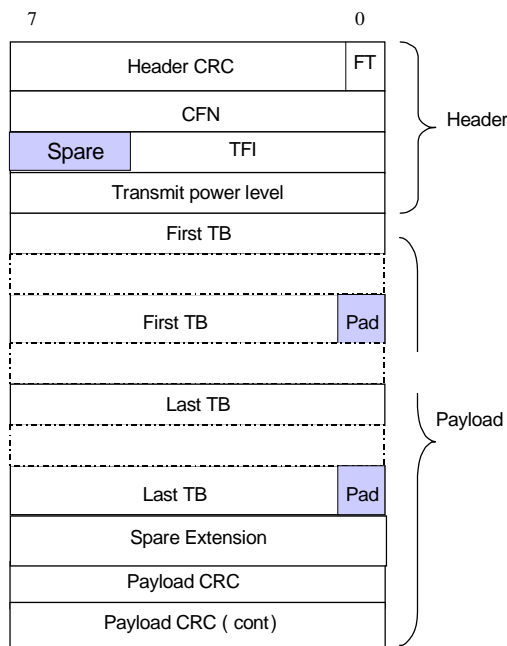 7 0
Header CRC FT
CFN
Header
Spare TFI
Transmit power level
First TB
First TB Pad
Last TB
Payload
Last TB Pad
Spare Extension
Payload CRC
Payload CRC ( cont)